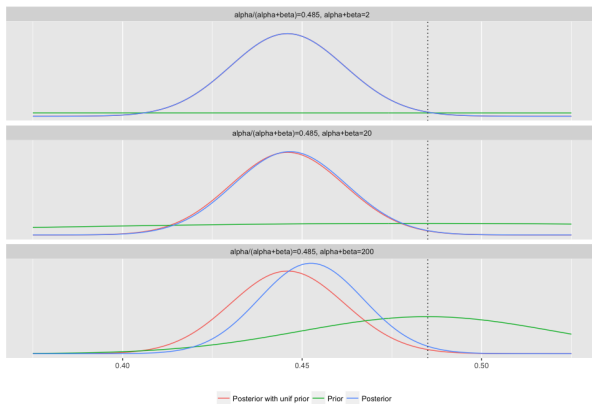 alpha/(alpha+beta)=0.485, alpha+beta=2
alpha/(alpha+beta)=0.485, alpha+beta=20
alpha/(alpha+beta)=0.485, alpha+beta=200
0.40 0.45 0.50
Posterior with unif prior Prior Posterior